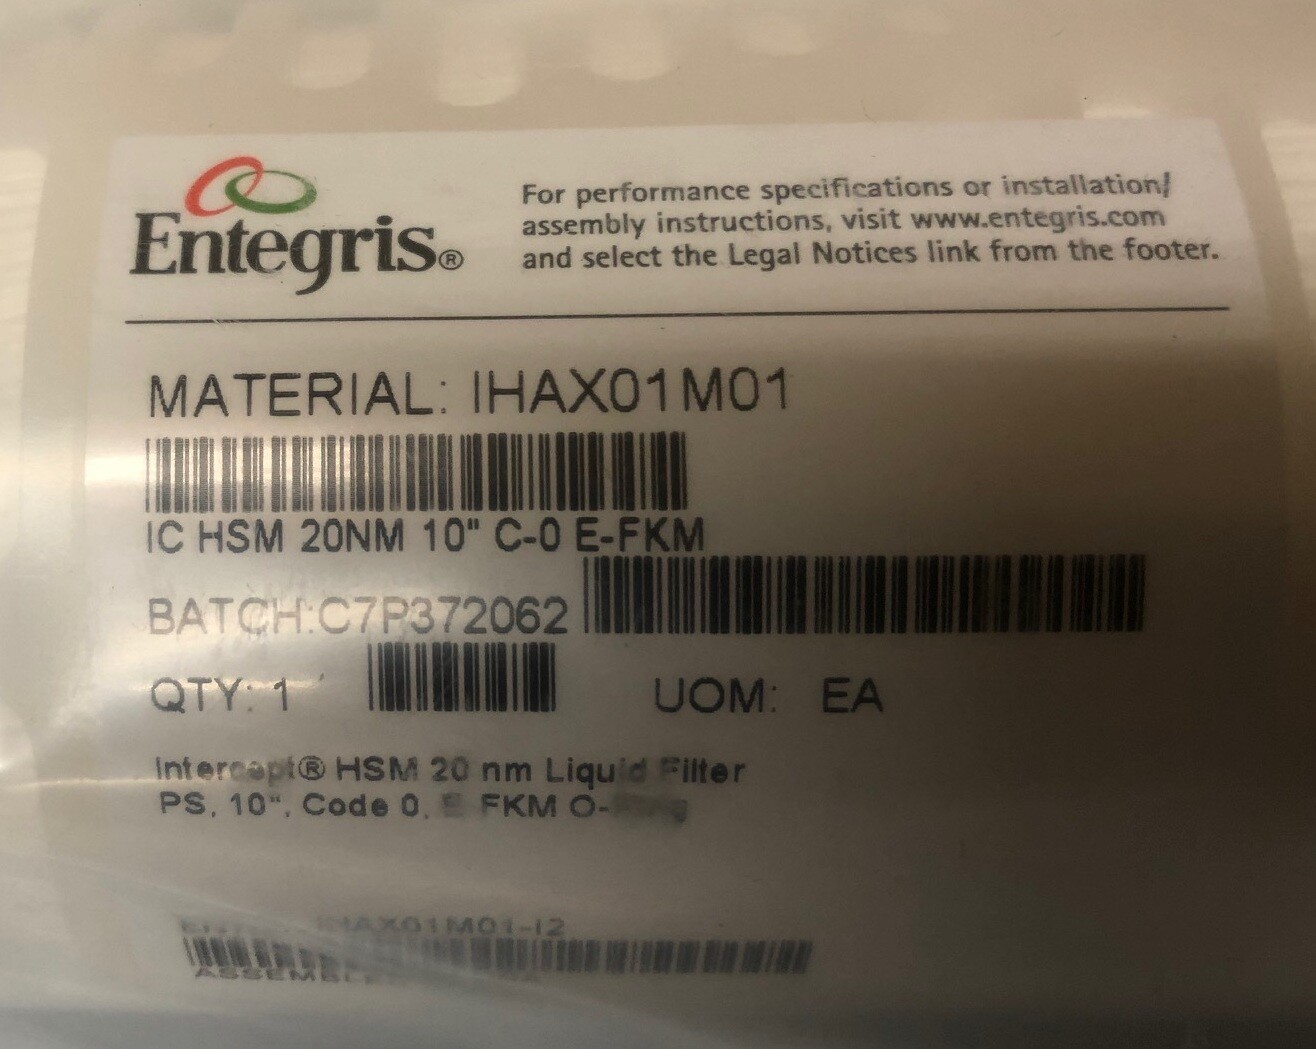 Entegris®
For performance specifications or installation/
assembly instructions, visit www.entegris.com
and select the Legal Notices link from the footer.
MATERIAL: IHAX01M01
IC HSM 20NM 10" C-0 E-FKM
BATCH:C7P372062
QTY: 1 UOM: EA
Intercept® HSM 20 nm Liquid Filter
PS, 10", Code 0, E FKM O-
IHAX01M01-I2